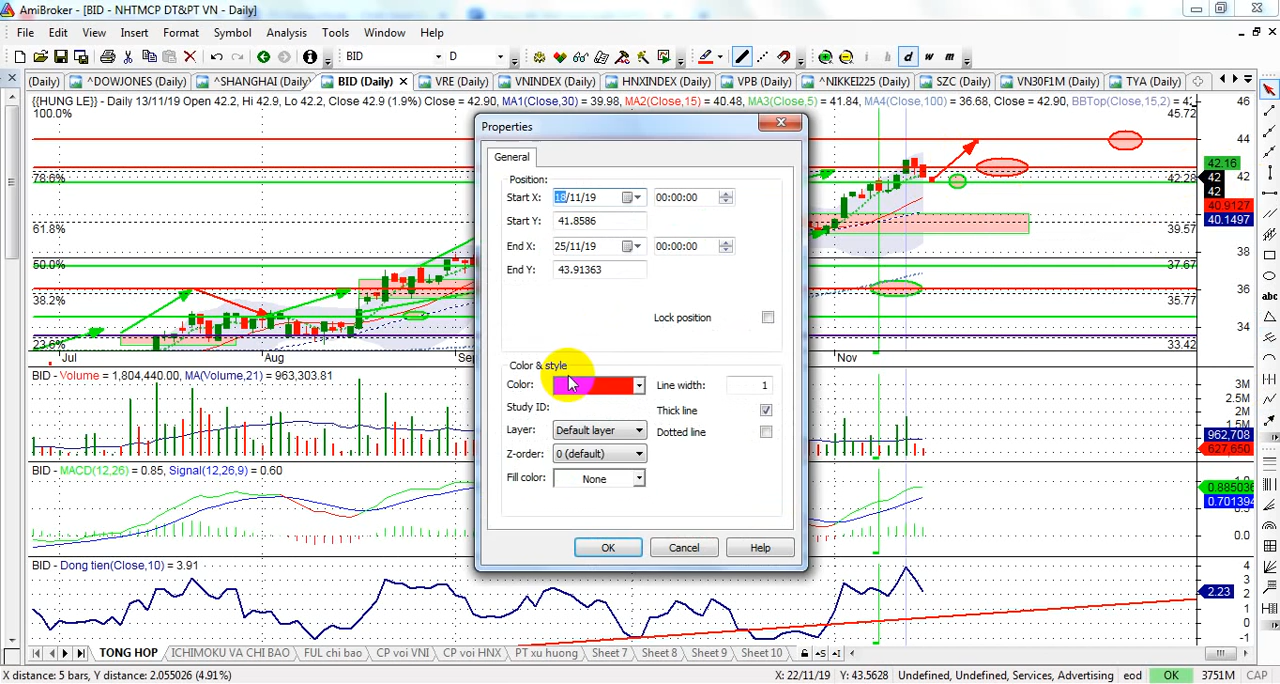 AmiBroker - [BID - NHTMCP DT&PT VN - Daily]
File Edit View Insert Format Symbol Analysis Tools Window Help
BID D i h d w m
(Daily) ^DOWJONES (Daily) ^SHANGHAI (Daily) BID (Daily) VRE (Daily) VNINDEX (Daily) HNXINDEX (Daily) VPB (Daily) ^NIKKEI225 (Daily) SZC (Daily) VN30F1M (Daily) TYA (Daily)
{{HUNG LE}} - Daily 13/11/19 Open 42.2, Hi 42.9, Lo 42.2, Close 42.9 (1.9%) Close = 42.90, MA1(Close,30) = 39.98, MA2(Close,15) = 40.48, MA3(Close,5) = 41.84, MA4(Close,100) = 36.68, Close = 42.90, BBTop(Close,15,2) =
100.0%
78.6%
61.8%
50.0%
38.2%
23.6%
46
45.72
44
42.16
42.28 42
42
42
40.9127
40.1497
39.57
38
37.67
36
35.77
34
33.42
Jul Aug Nov
Properties
General
Position:
Start X: 18/11/19 00:00:00
Start Y: 41.8586
End X: 25/11/19 00:00:00
End Y: 43.91363
Lock position
Color & style
Color: Line width: 1
Study ID: Thick line
Layer: Default layer Dotted line
Z-order: 0 (default)
Fill color: None
OK Cancel Help
BID - Volume = 1,804,440.00, MA(Volume,21) = 963,303.81
3M
2.5M
2M
1.5M
962,708
627,650
BID - MACD(12,26) = 0.85, Signal(12,26,9) = 0.60
0.885036
0.701394
0.0
BID - Dong tien(Close,10) = 3.91
4
3
2.23
1
0
-1
TONG HOP ICHIMOKU VA CHI BAO FUL chi bao CP voi VNI CP voi HNX PT xu huong Sheet 7 Sheet 8 Sheet 9 Sheet 10
X distance: 5 bars, Y distance: 2.055026 (4.91%) X: 22/11/19 Y: 43.5628 Undefined, Undefined, Services, Advertising eod OK 3751M CAP
abc